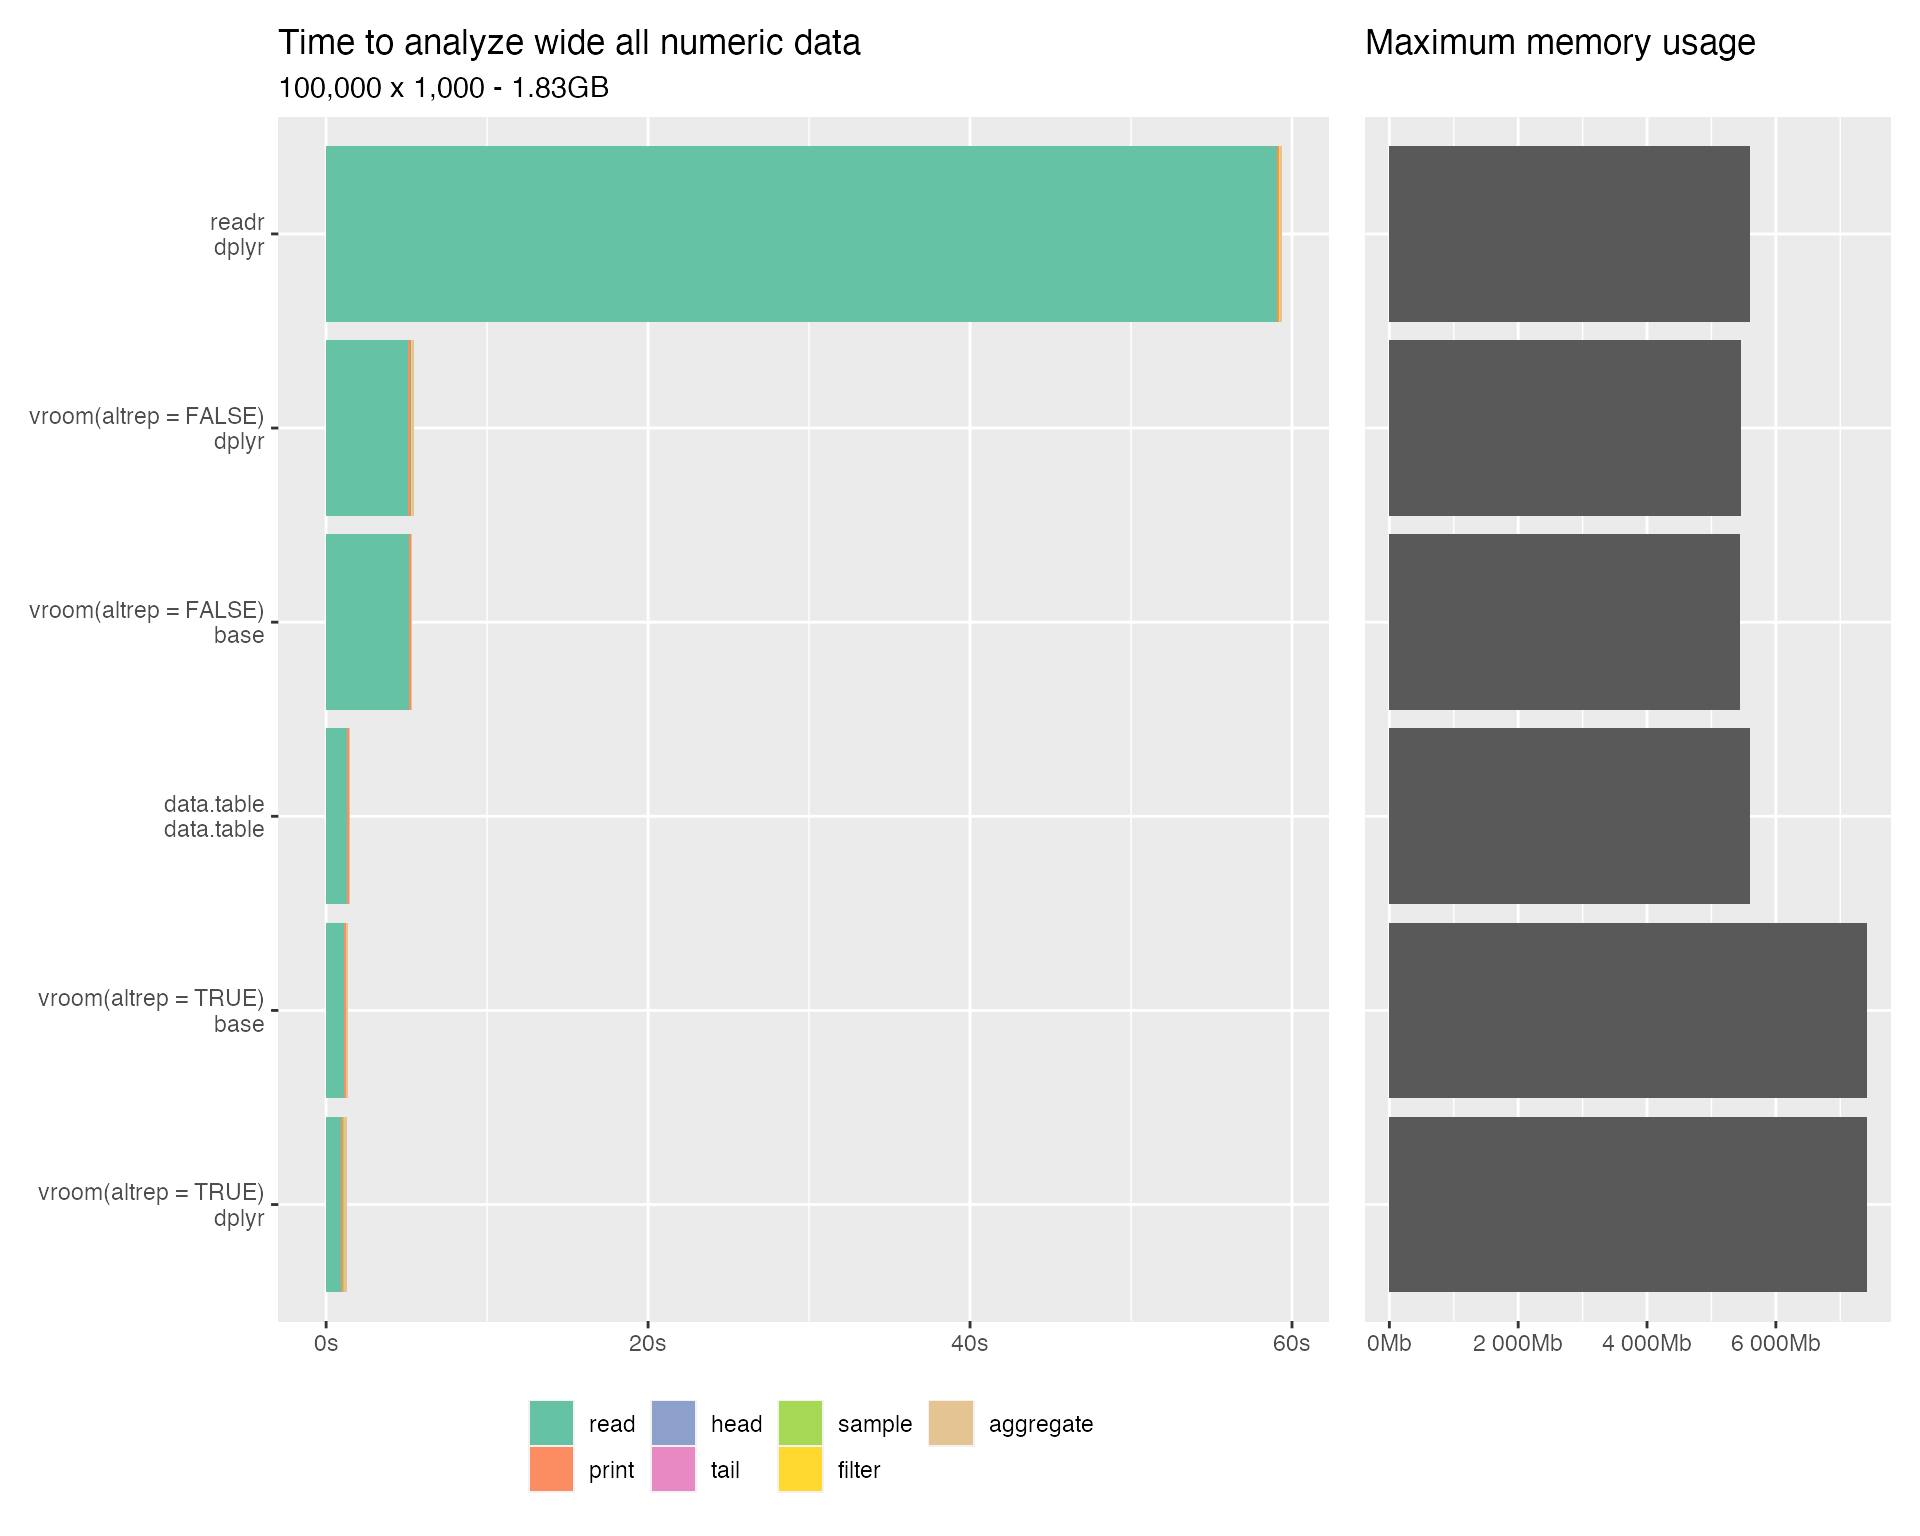 Time to analyze wide all numeric data
100,000 x 1,000 - 1.83GB
Maximum memory usage
readr
dplyr
vroom(altrep = FALSE)
dplyr
vroom(altrep = FALSE)
base
data.table
data.table
vroom(altrep = TRUE)
base
vroom(altrep = TRUE)
dplyr
0s 20s 40s 60s
0Mb 2 000Mb 4 000Mb 6 000Mb
read head sample aggregate
print tail filter